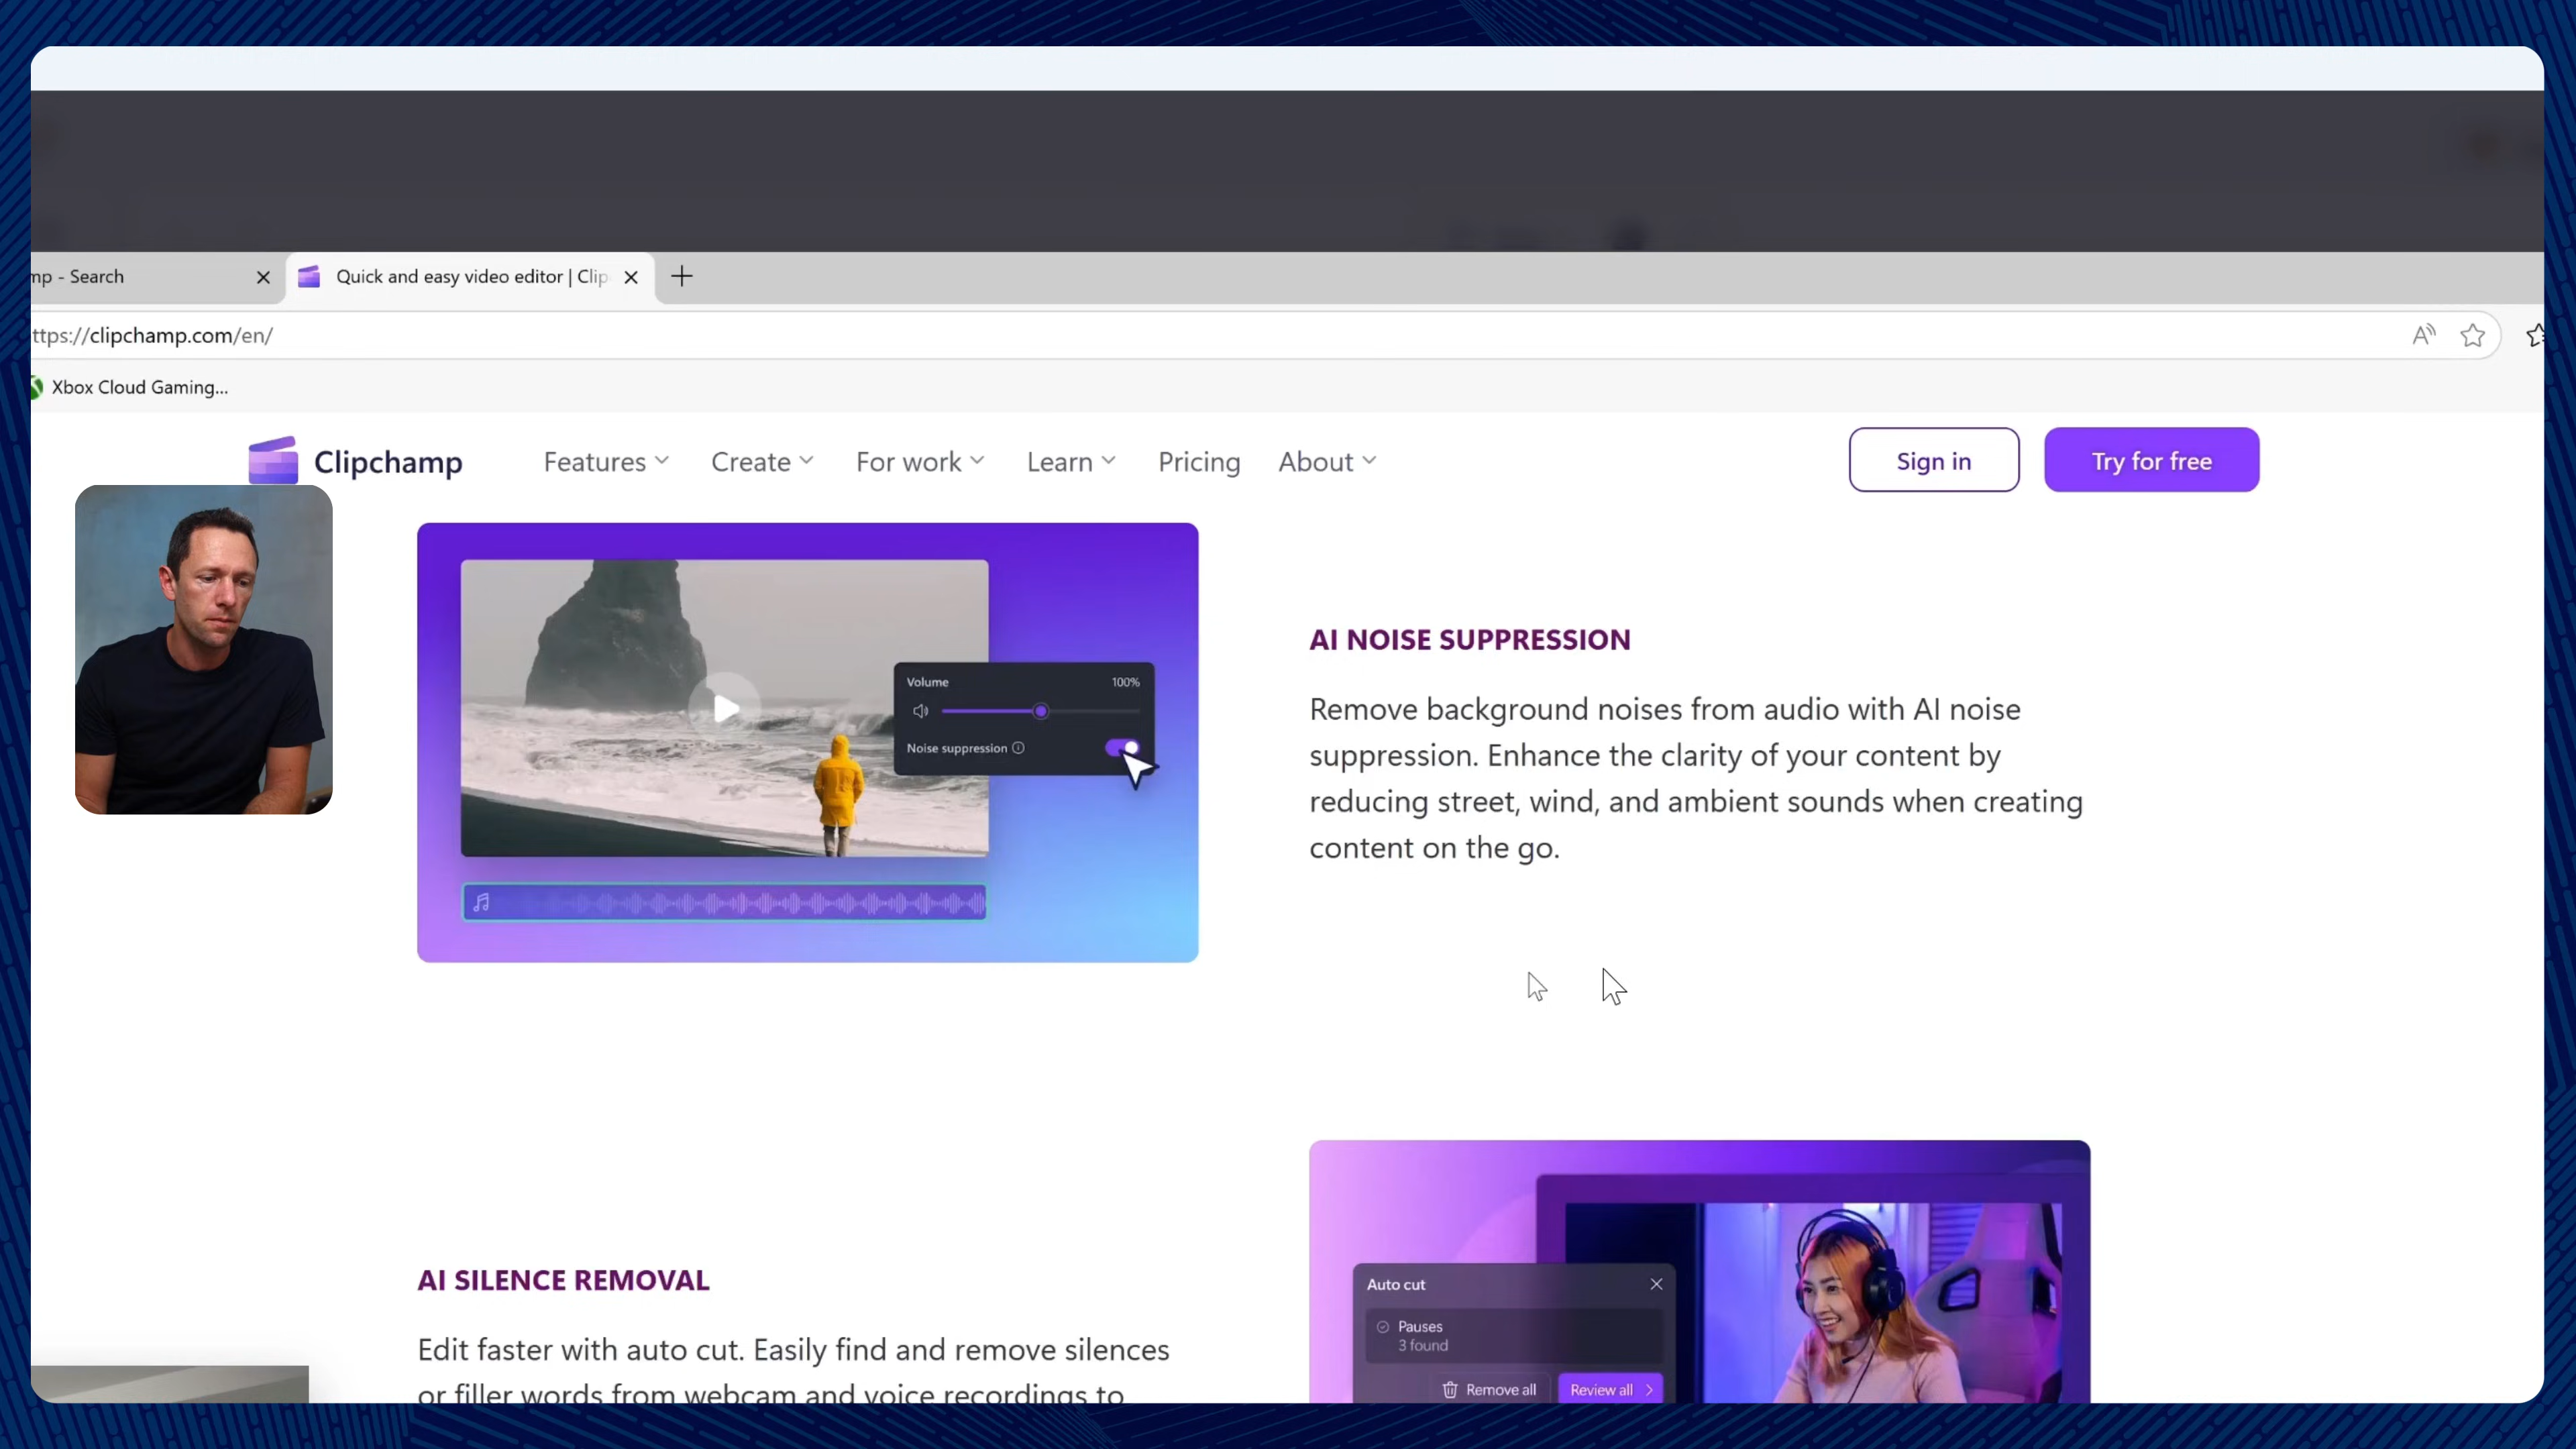 mp - Search
Quick and easy video editor | Clip
ttps://clipchamp.com/en/
Xbox Cloud Gaming...
Clipchamp
Features
Create
For work
Learn
Pricing
About
Sign in
Try for free
Volume 100%
Noise suppression
AI NOISE SUPPRESSION
Remove background noises from audio with AI noise
suppression. Enhance the clarity of your content by
reducing street, wind, and ambient sounds when creating
content on the go.
AI SILENCE REMOVAL
Edit faster with auto cut. Easily find and remove silences
or filler words from webcam and voice recordings to
Auto cut
Pauses
3 found
Remove all
Review all